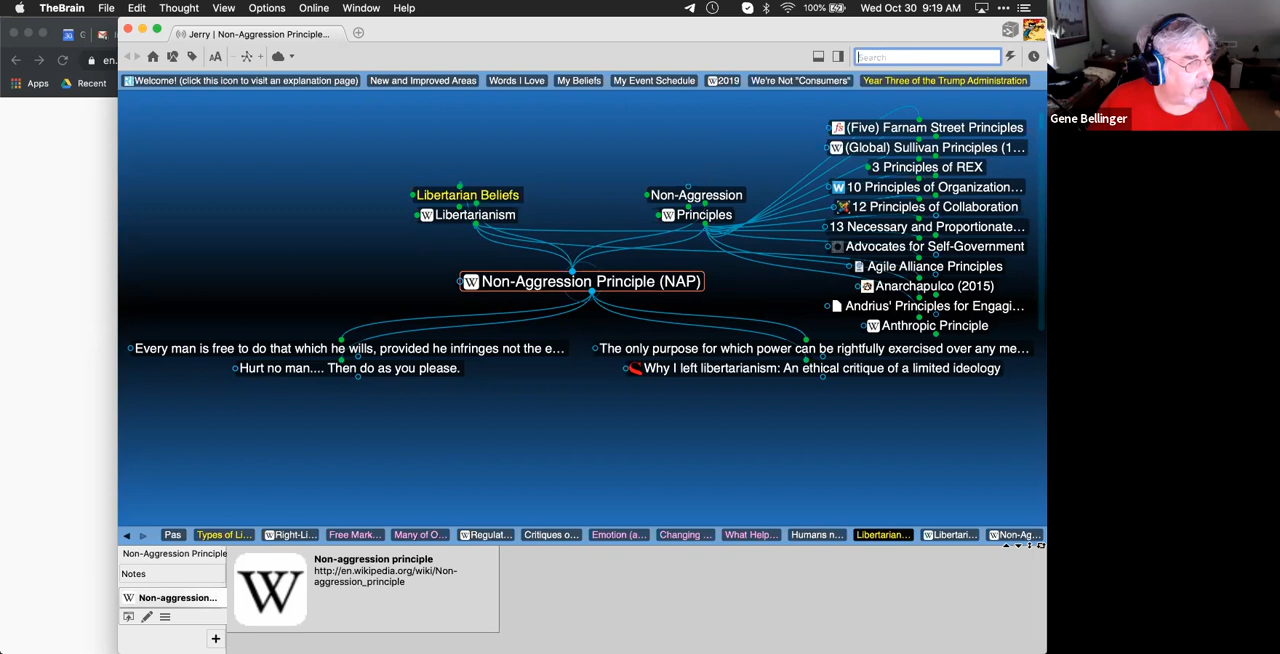 TheBrain File Edit Thought View Options Online Window Help 100% Wed Oct 30 9:19 AM
Jerry | Non-Aggression Principle...
G
en.
AA
Search
Apps Recent
Welcome! (click this icon to visit an explanation page) New and Improved Areas Words I Love My Beliefs My Event Schedule 2019 We're Not "Consumers" Year Three of the Trump Administration
Gene Bellinger
(Five) Farnam Street Principles
(Global) Sullivan Principles (1...
3 Principles of REX
10 Principles of Organization...
12 Principles of Collaboration
13 Necessary and Proportionate...
Advocates for Self-Government
Agile Alliance Principles
Anarchapulco (2015)
Andrius' Principles for Engagi...
Anthropic Principle
Libertarian Beliefs
Libertarianism
Non-Aggression
Principles
Non-Aggression Principle (NAP)
Every man is free to do that which he wills, provided he infringes not the e...
Hurt no man.... Then do as you please.
The only purpose for which power can be rightfully exercised over any me...
Why I left libertarianism: An ethical critique of a limited ideology
Pas Types of Li... Right-Li... Free Mark... Many of O... Regulat... Critiques o... Emotion (a... Changing ... What Help... Humans n... Libertarian... Libertari... Non-Ag...
Non-Aggression Principle
Notes
Non-aggression...
W
Non-aggression principle
http://en.wikipedia.org/wiki/Non-
aggression_principle